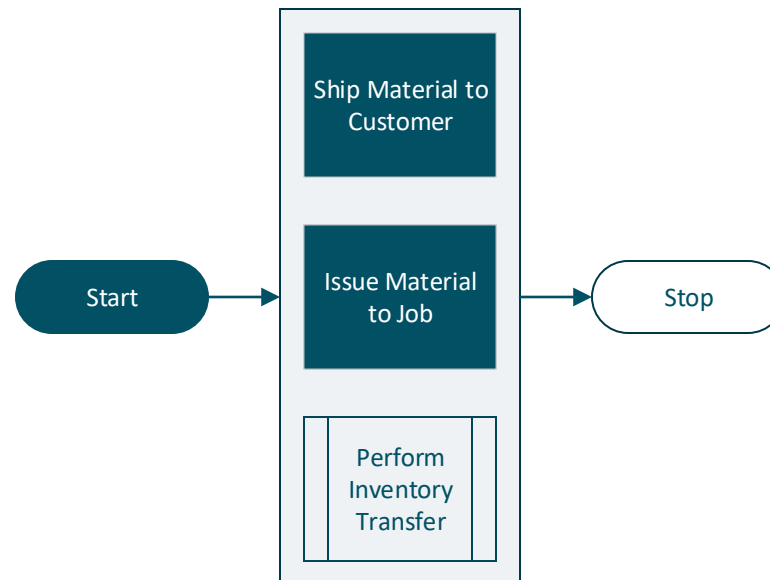 Ship Material to
Customer
Start
Issue Material
to Job
Stop
Perform
Inventory
Transfer